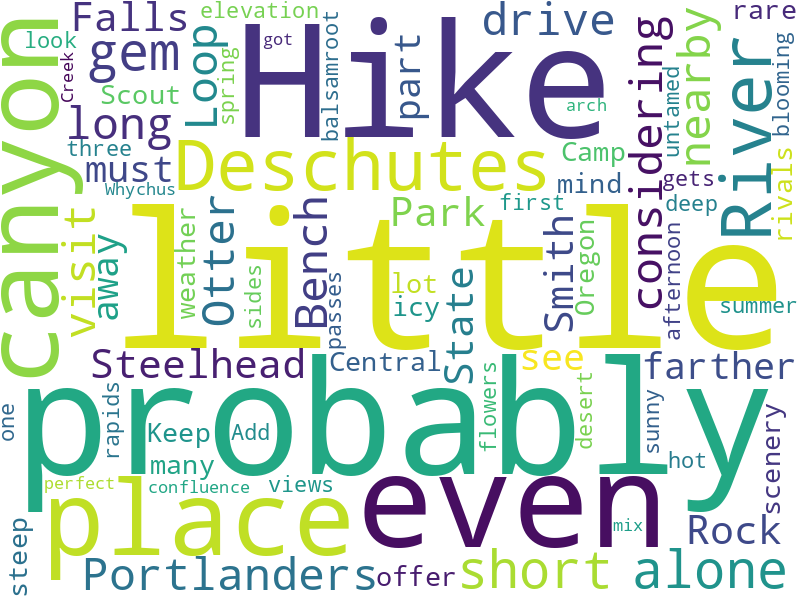 canyon
look
Creek
Falls
gem
elevation
Loop
spring
got
Hike
balsamroot
part
drive
arch
considering
untamed
nearby
rare
River
blooming
rivals
Scout
long
three
must
Whychus
Deschutes
Camp
mind
gets
deep
visit
away
weather
Otter
sides
Bench
passes
Park
first
lot
icy
State
Smith
Oregon
afternoon
summer
little
Steelhead
Central
see
farther
one
rapids
probably
Keep
Add
many
flowers
desert
sunny
hot
scenery
perfect
confluence
views
place
even
mix
Rock
steep
Portlanders
offer
short
alone